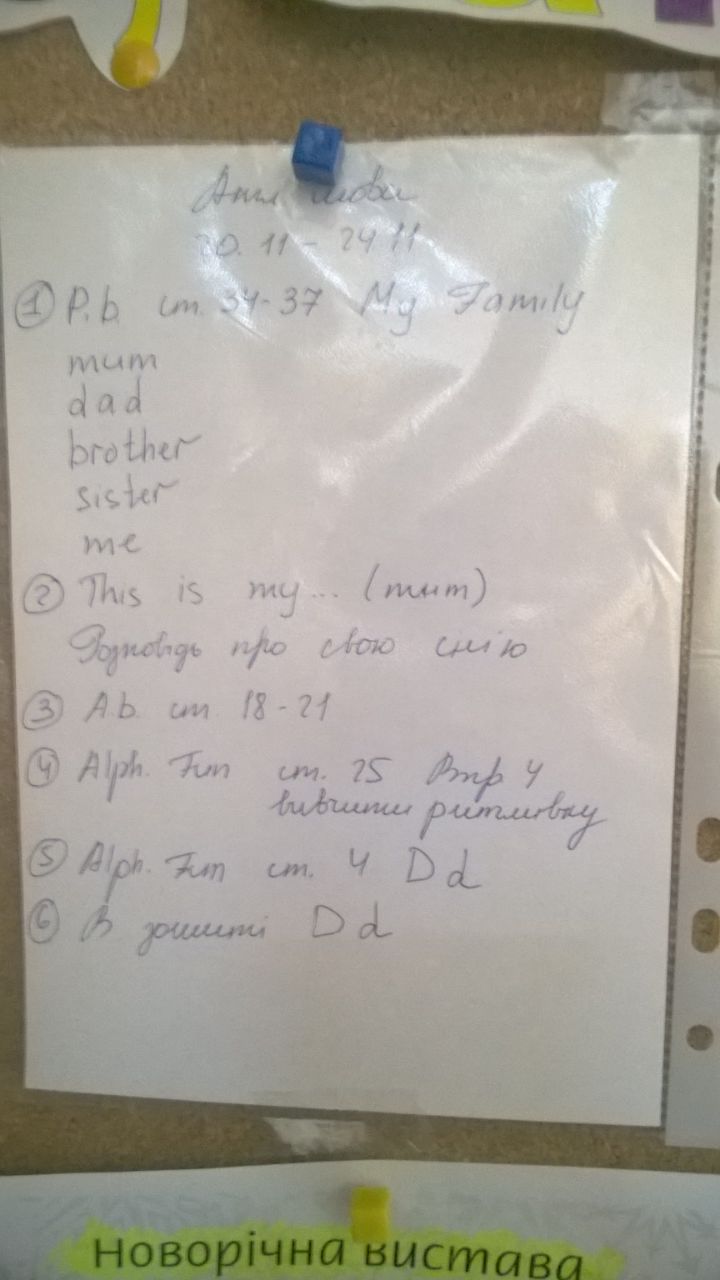 Англ мова
20.11 - 24 11
① P.b. ст. 34-37 My Family
mum
dad
brother
sister
me
② This is my... (mum)
Розповідь про свою сім'ю
③ A.b. ст 18-21
④ Alph. Fun ст. 25 Впр 4
вивчити римівку
⑤ Alph. Fun ст. 4 D d
⑥ В зошиті D d
Новорічна вистава